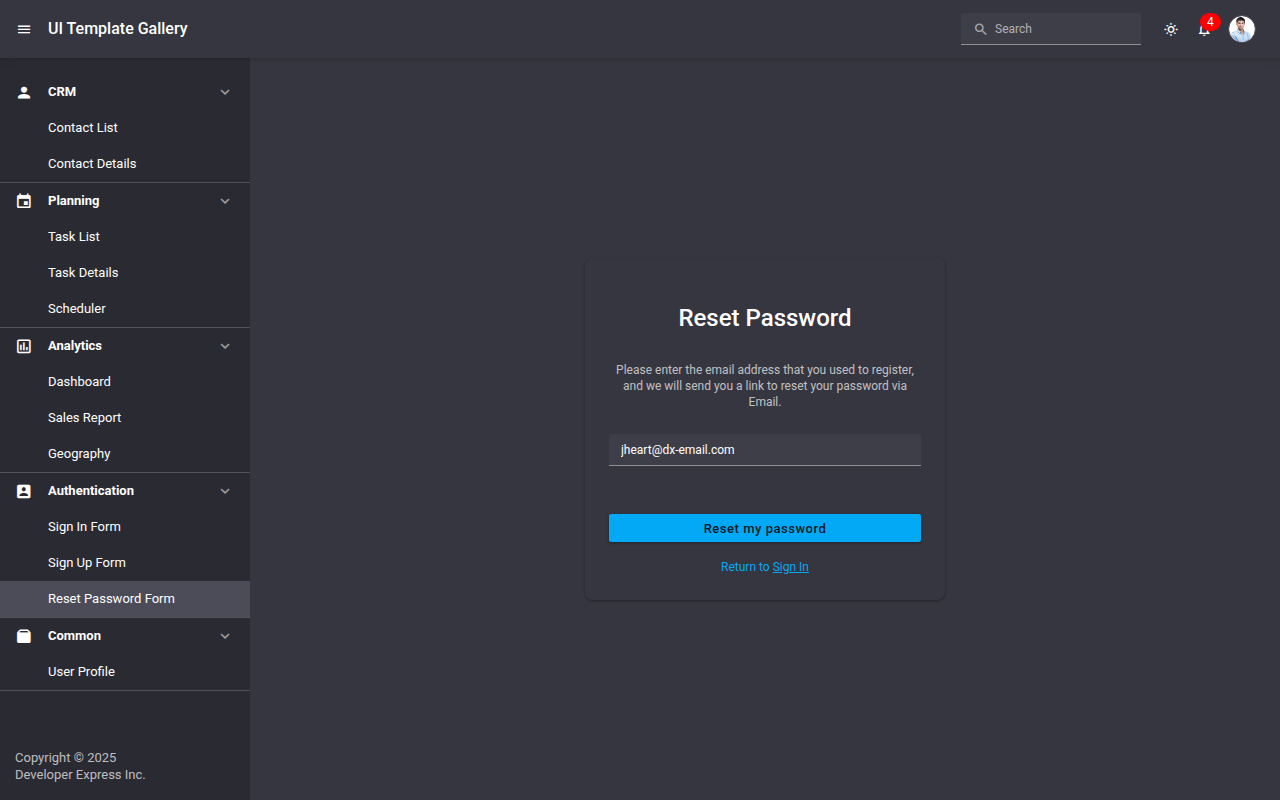 UI Template Gallery
Search
4
CRM
Contact List
Contact Details
Planning
Task List
Task Details
Scheduler
Analytics
Dashboard
Sales Report
Geography
Authentication
Sign In Form
Sign Up Form
Reset Password Form
Common
User Profile
Copyright © 2025
Developer Express Inc.
Reset Password
Please enter the email address that you used to register,
and we will send you a link to reset your password via
Email.
jheart@dx-email.com
Reset my password
Return to Sign In